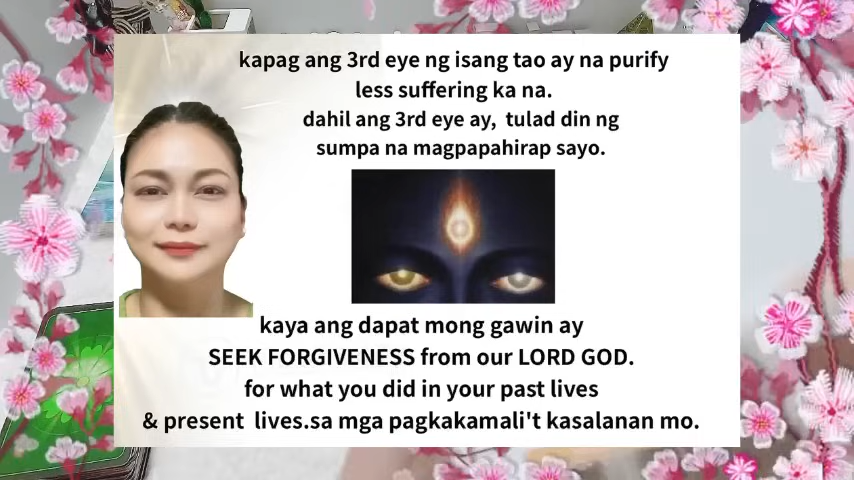 kapag ang 3rd eye ng isang tao ay na purify
less suffering ka na.
dahil ang 3rd eye ay, tulad din ng
sumpa na magpapahirap sayo.
kaya ang dapat mong gawin ay
SEEK FORGIVENESS from our LORD GOD.
for what you did in your past lives
& present lives.sa mga pagkakamali't kasalanan mo.